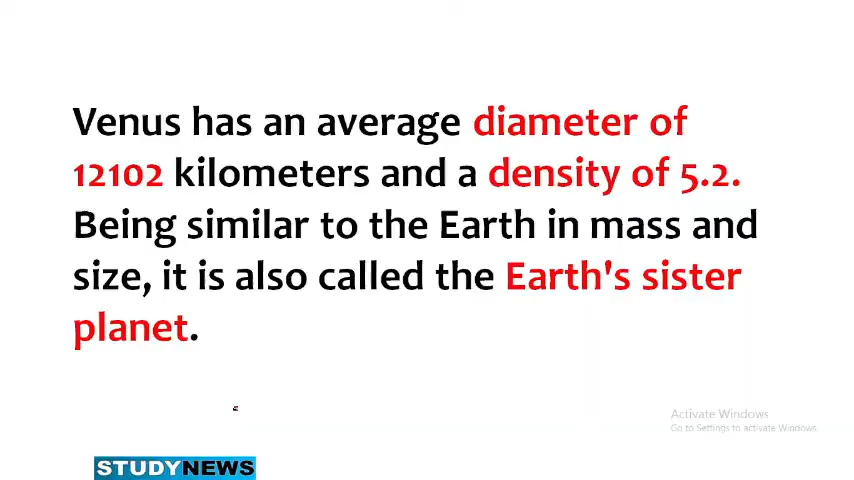 Venus has an average diameter of
12102 kilometers and a density of 5.2.
Being similar to the Earth in mass and
size, it is also called the Earth's sister
planet.
Activate Windows
Go to Settings to activate Windows.
STUDYNEWS